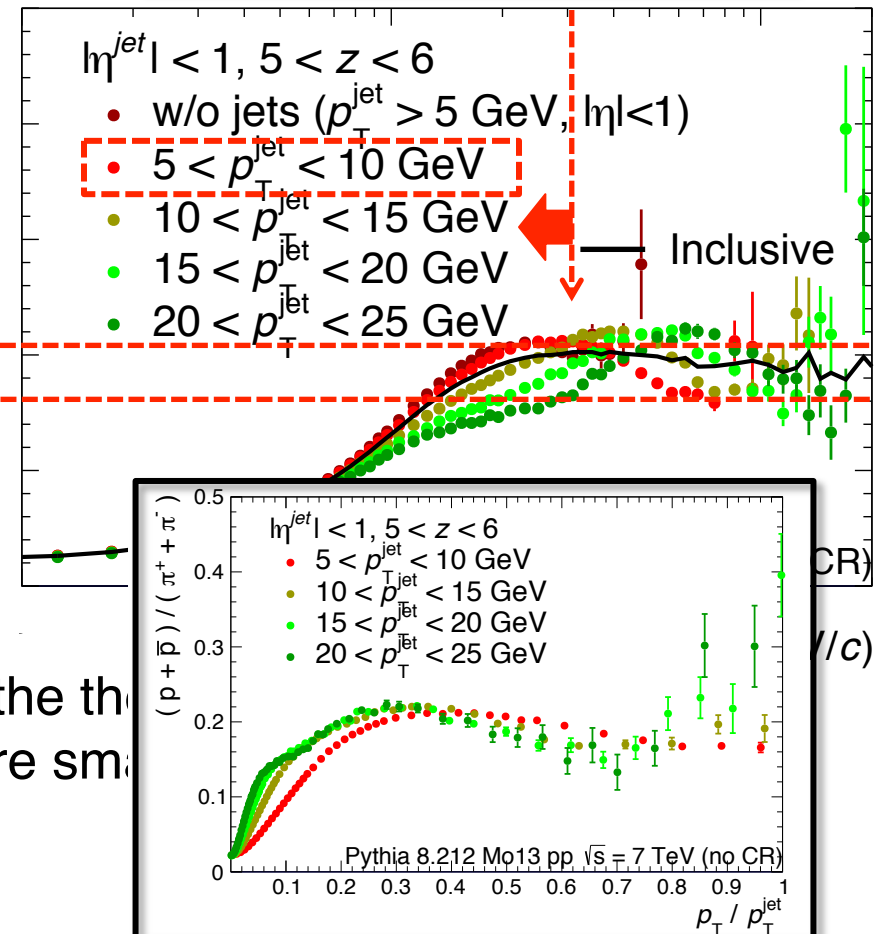 |η^jet| < 1, 5 < z < 6
w/o jets (p_T^jet > 5 GeV, |η|<1)
5 < p_T^jet < 10 GeV
10 < p_T^jet < 15 GeV
15 < p_T^jet < 20 GeV
20 < p_T^jet < 25 GeV
Inclusive
CR)
/c)
the the
re sma
(p + p̄) / (π⁺ + π⁻)
0.5
0.4
0.3
0.2
0.1
0
|η^jet| < 1, 5 < z < 6
5 < p_T^jet < 10 GeV
10 < p_T^jet < 15 GeV
15 < p_T^jet < 20 GeV
20 < p_T^jet < 25 GeV
Pythia 8.212 Mo13 pp √s = 7 TeV (no CR)
0.1 0.2 0.3 0.4 0.5 0.6 0.7 0.8 0.9 1
p_T / p_T^jet